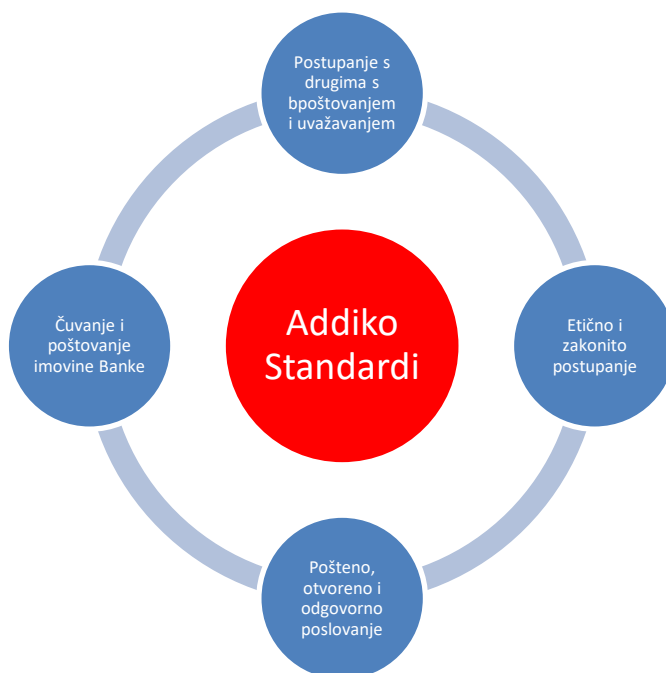 Postupanje s
drugima s
bpoštovanjem
i uvažavanjem
Čuvanje i
poštovanje
imovine Banke
Addiko
Standardi
Etično i
zakonito
postupanje
Pošteno,
otvoreno i
odgovorno
poslovanje